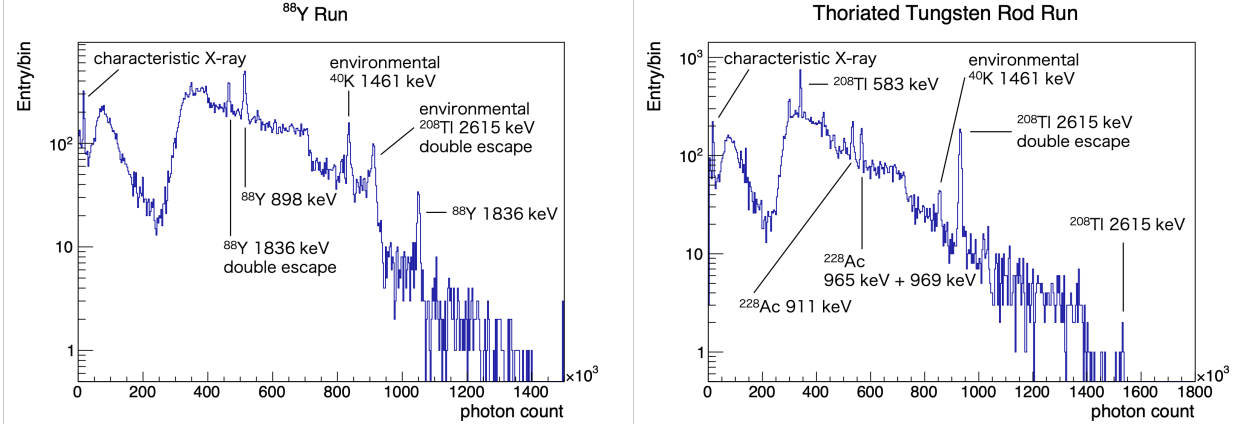 ⁸⁸Y Run
Entry/bin
characteristic X-ray
environmental
⁴⁰K 1461 keV
environmental
²⁰⁸Tl 2615 keV
double escape
⁸⁸Y 898 keV
⁸⁸Y 1836 keV
⁸⁸Y 1836 keV
double escape
10²
10
1
0 200 400 600 800 1000 1200 1400
×10³
photon count
Thoriated Tungsten Rod Run
Entry/bin
characteristic X-ray
²⁰⁸Tl 583 keV
environmental
⁴⁰K 1461 keV
²⁰⁸Tl 2615 keV
double escape
²⁰⁸Tl 2615 keV
²²⁸Ac
965 keV + 969 keV
²²⁸Ac 911 keV
10³
10²
10
1
0 200 400 600 800 1000 1200 1400 1600 1800
×10³
photon count